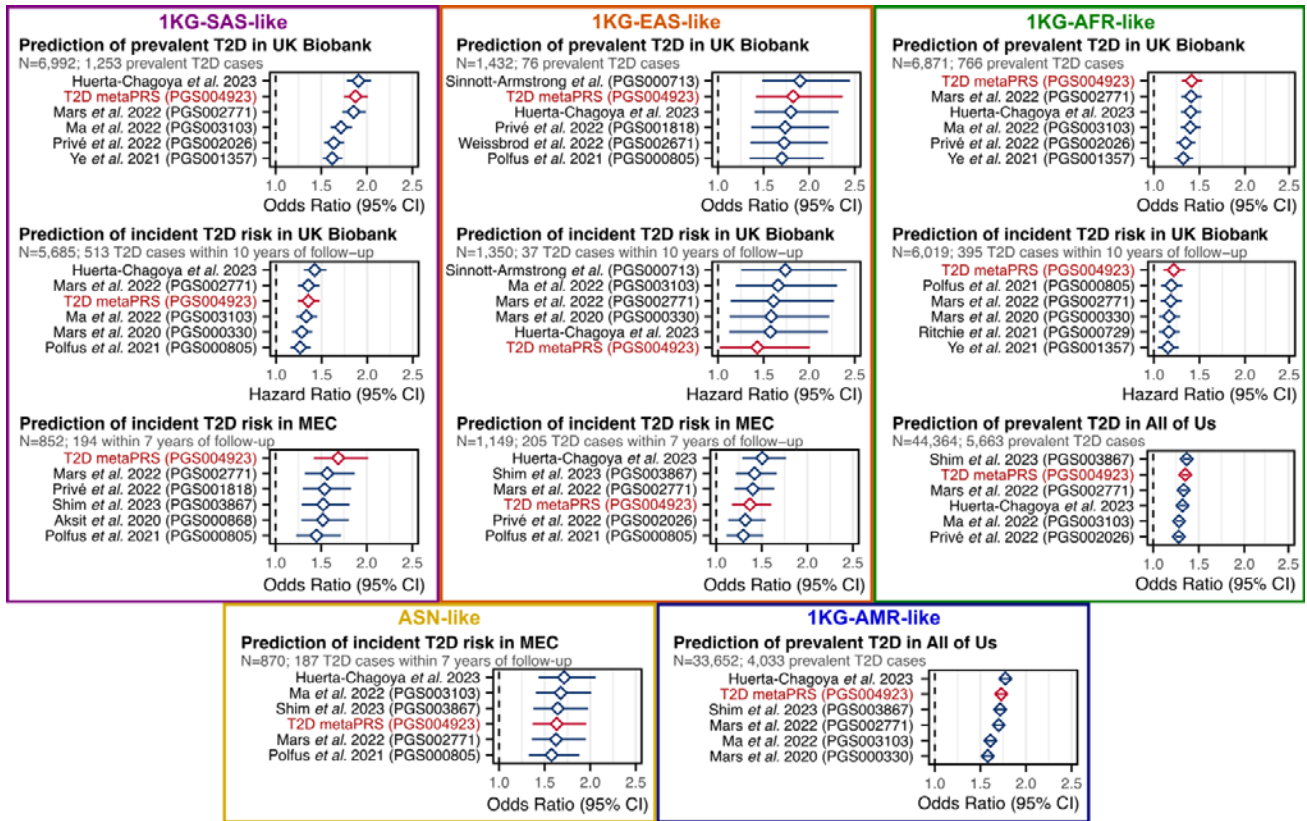 1KG-SAS-like
Prediction of prevalent T2D in UK Biobank
N=6,992; 1,253 prevalent T2D cases
Huerta-Chagoya et al. 2023
T2D metaPRS (PGS004923)
Mars et al. 2022 (PGS002771)
Ma et al. 2022 (PGS003103)
Privé et al. 2022 (PGS002026)
Ye et al. 2021 (PGS001357)
1.0 1.5 2.0 2.5
Odds Ratio (95% CI)
Prediction of incident T2D risk in UK Biobank
N=5,685; 513 T2D cases within 10 years of follow-up
Huerta-Chagoya et al. 2023
Mars et al. 2022 (PGS002771)
T2D metaPRS (PGS004923)
Ma et al. 2022 (PGS003103)
Mars et al. 2020 (PGS000330)
Polfus et al. 2021 (PGS000805)
1.0 1.5 2.0 2.5
Hazard Ratio (95% CI)
Prediction of incident T2D risk in MEC
N=852; 194 within 7 years of follow-up
T2D metaPRS (PGS004923)
Mars et al. 2022 (PGS002771)
Privé et al. 2022 (PGS001818)
Shim et al. 2023 (PGS003867)
Aksit et al. 2020 (PGS000868)
Polfus et al. 2021 (PGS000805)
1.0 1.5 2.0 2.5
Odds Ratio (95% CI)
1KG-EAS-like
Prediction of prevalent T2D in UK Biobank
N=1,432; 76 prevalent T2D cases
Sinnott-Armstrong et al. (PGS000713)
T2D metaPRS (PGS004923)
Huerta-Chagoya et al. 2023
Privé et al. 2022 (PGS001818)
Weissbrod et al. 2022 (PGS002671)
Polfus et al. 2021 (PGS000805)
1.0 1.5 2.0 2.5
Odds Ratio (95% CI)
Prediction of incident T2D risk in UK Biobank
N=1,350; 37 T2D cases within 10 years of follow-up
Sinnott-Armstrong et al. (PGS000713)
Ma et al. 2022 (PGS003103)
Mars et al. 2022 (PGS002771)
Mars et al. 2020 (PGS000330)
Huerta-Chagoya et al. 2023
T2D metaPRS (PGS004923)
1.0 1.5 2.0 2.5
Hazard Ratio (95% CI)
Prediction of incident T2D risk in MEC
N=1,149; 205 T2D cases within 7 years of follow-up
Huerta-Chagoya et al. 2023
Shim et al. 2023 (PGS003867)
Mars et al. 2022 (PGS002771)
T2D metaPRS (PGS004923)
Privé et al. 2022 (PGS002026)
Polfus et al. 2021 (PGS000805)
1.0 1.5 2.0 2.5
Odds Ratio (95% CI)
1KG-AFR-like
Prediction of prevalent T2D in UK Biobank
N=6,871; 766 prevalent T2D cases
T2D metaPRS (PGS004923)
Mars et al. 2022 (PGS002771)
Huerta-Chagoya et al. 2023
Ma et al. 2022 (PGS003103)
Privé et al. 2022 (PGS002026)
Ye et al. 2021 (PGS001357)
1.0 1.5 2.0 2.5
Odds Ratio (95% CI)
Prediction of incident T2D risk in UK Biobank
N=6,019; 395 T2D cases within 10 years of follow-up
T2D metaPRS (PGS004923)
Polfus et al. 2021 (PGS000805)
Mars et al. 2022 (PGS002771)
Mars et al. 2020 (PGS000330)
Ritchie et al. 2021 (PGS000729)
Ye et al. 2021 (PGS001357)
1.0 1.5 2.0 2.5
Hazard Ratio (95% CI)
Prediction of prevalent T2D in All of Us
N=44,364; 5,663 prevalent T2D cases
Shim et al. 2023 (PGS003867)
T2D metaPRS (PGS004923)
Mars et al. 2022 (PGS002771)
Huerta-Chagoya et al. 2023
Ma et al. 2022 (PGS003103)
Privé et al. 2022 (PGS002026)
1.0 1.5 2.0 2.5
Odds Ratio (95% CI)
ASN-like
Prediction of incident T2D risk in MEC
N=870; 187 T2D cases within 7 years of follow-up
Huerta-Chagoya et al. 2023
Ma et al. 2022 (PGS003103)
Shim et al. 2023 (PGS003867)
T2D metaPRS (PGS004923)
Mars et al. 2022 (PGS002771)
Polfus et al. 2021 (PGS000805)
1.0 1.5 2.0 2.5
Odds Ratio (95% CI)
1KG-AMR-like
Prediction of prevalent T2D in All of Us
N=33,652; 4,033 prevalent T2D cases
Huerta-Chagoya et al. 2023
T2D metaPRS (PGS004923)
Shim et al. 2023 (PGS003867)
Mars et al. 2022 (PGS002771)
Ma et al. 2022 (PGS003103)
Mars et al. 2020 (PGS000330)
1.0 1.5 2.0 2.5
Odds Ratio (95% CI)